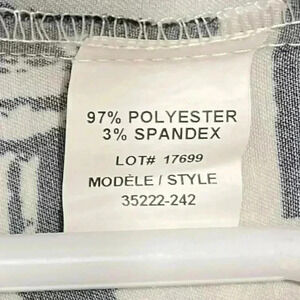 97% POLYESTER
3% SPANDEX
LOT# 17699
MODÈLE / STYLE
35222-242